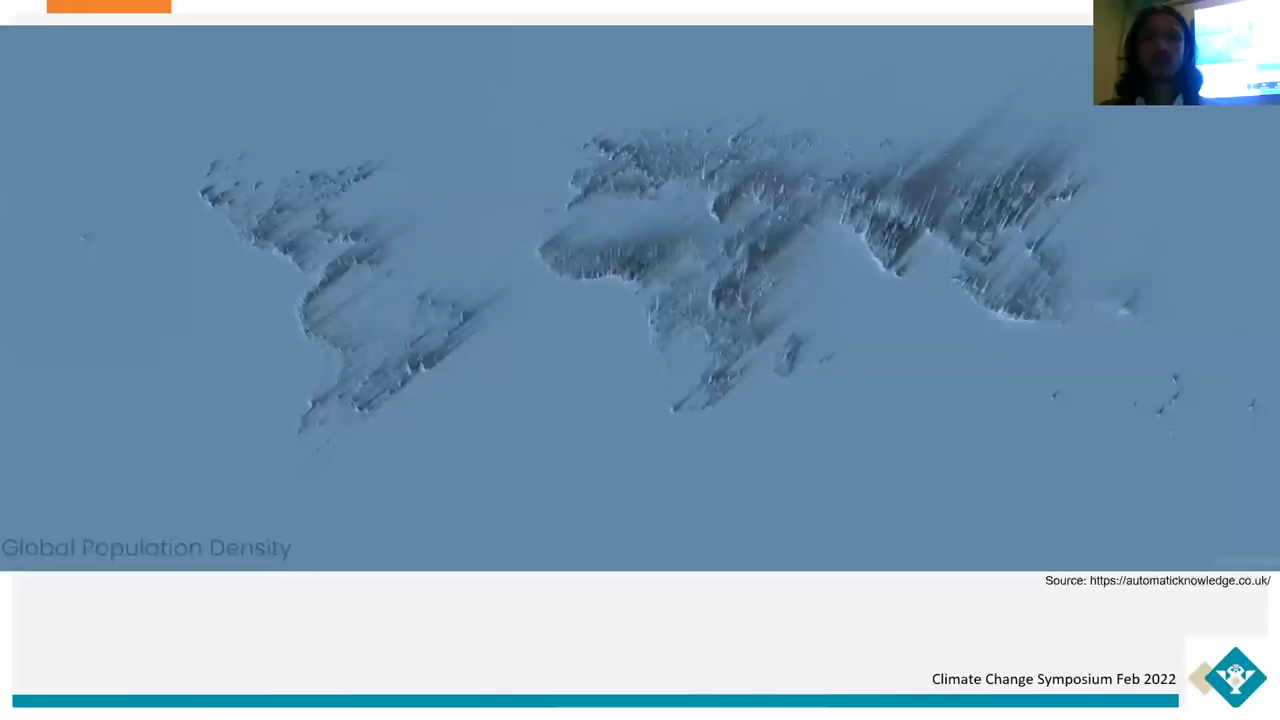 Global Population Density
Source: https://automaticknowledge.co.uk/
Climate Change Symposium Feb 2022